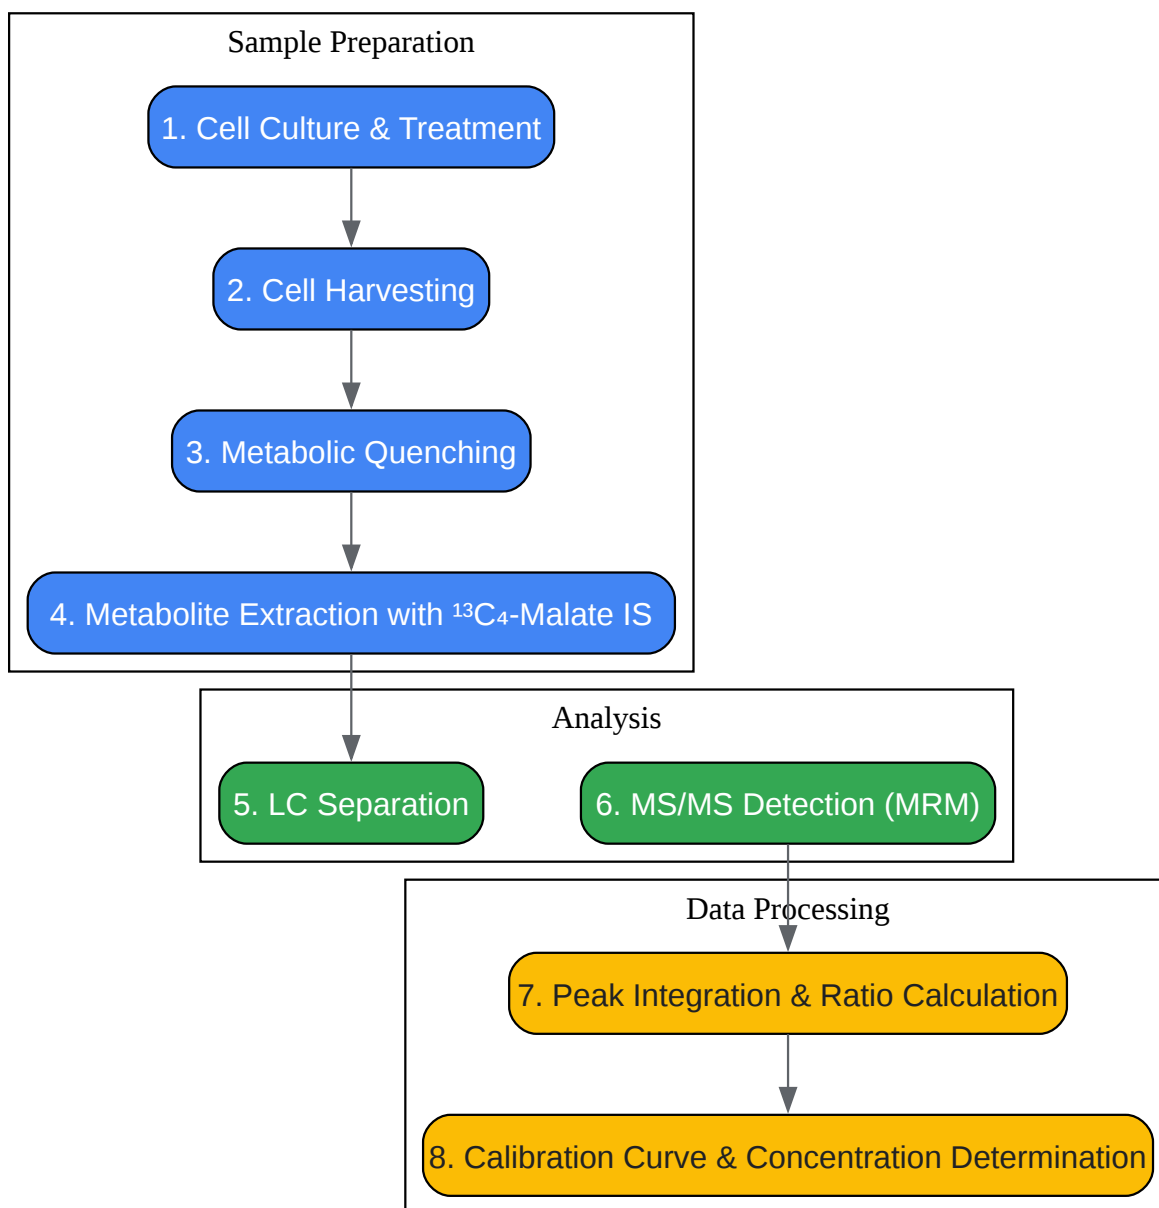 Sample Preparation
1. Cell Culture & Treatment
2. Cell Harvesting
3. Metabolic Quenching
4. Metabolite Extraction with ¹³C₄-Malate IS
Analysis
5. LC Separation
6. MS/MS Detection (MRM)
Data Processing
7. Peak Integration & Ratio Calculation
8. Calibration Curve & Concentration Determination